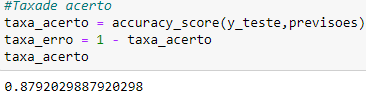 #Taxade acerto
taxa_acerto = accuracy_score(y_teste,previsoes)
taxa_erro = 1 - taxa_acerto
taxa_acerto
0.8792029887920298